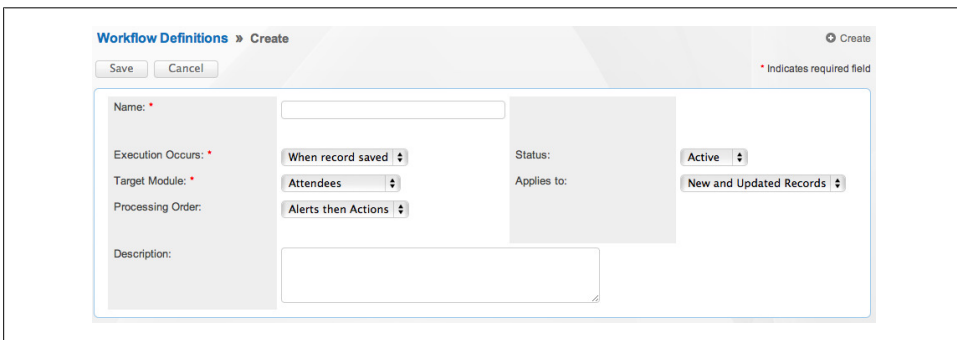 Workflow Definitions » Create
Create
Save Cancel
* Indicates required field
Name: *
Execution Occurs: * When record saved Status: Active
Target Module: * Attendees Applies to: New and Updated Records
Processing Order: Alerts then Actions
Description: